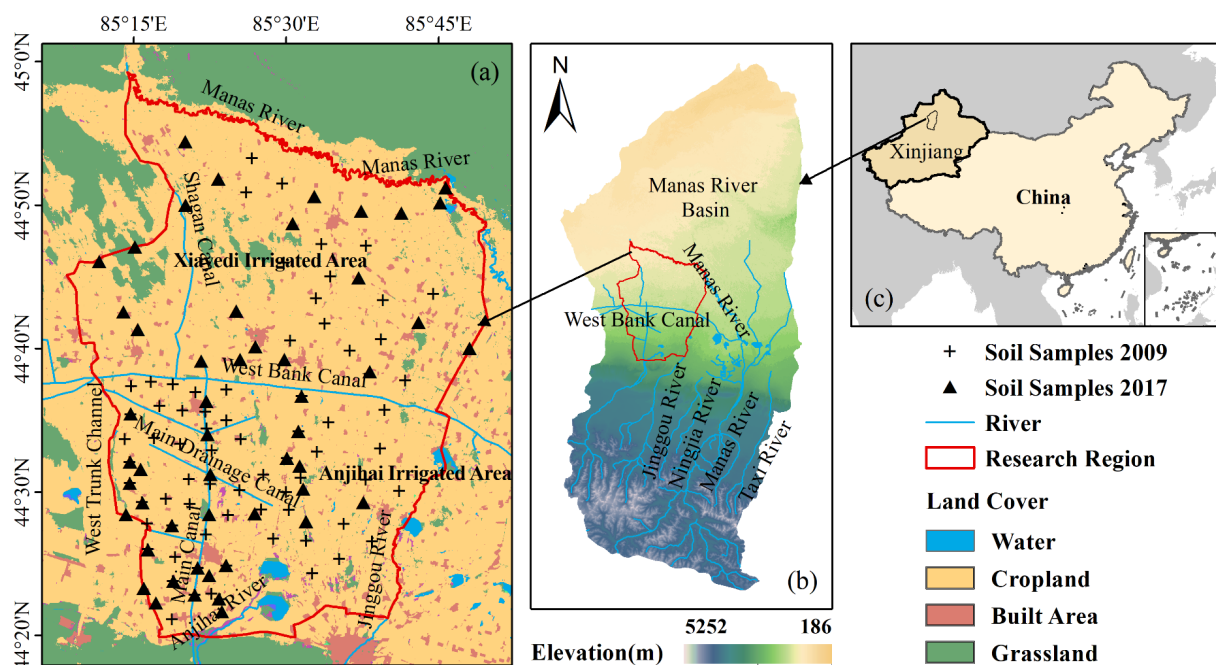 85°15'E
85°30'E
85°45'E
45°0'N
44°50'N
44°40'N
44°30'N
14°20'N
(a)
Manas River
Manas River
Shagan Canal
Xiayedi Irrigated Area
West Bank Canal
West Trunk Channel
Main Drainage Canal
Anjihai Irrigated Area
Main Canal
Anjihai River
Jinggou River
N
Manas River
Basin
Manas River
West Bank Canal
Jinggou River
Ningjia River
Manas River
Taxi River
(b)
Elevation(m)
5252
186
Xinjiang
China
(c)
Soil Samples 2009
Soil Samples 2017
River
Research Region
Land Cover
Water
Cropland
Built Area
Grassland